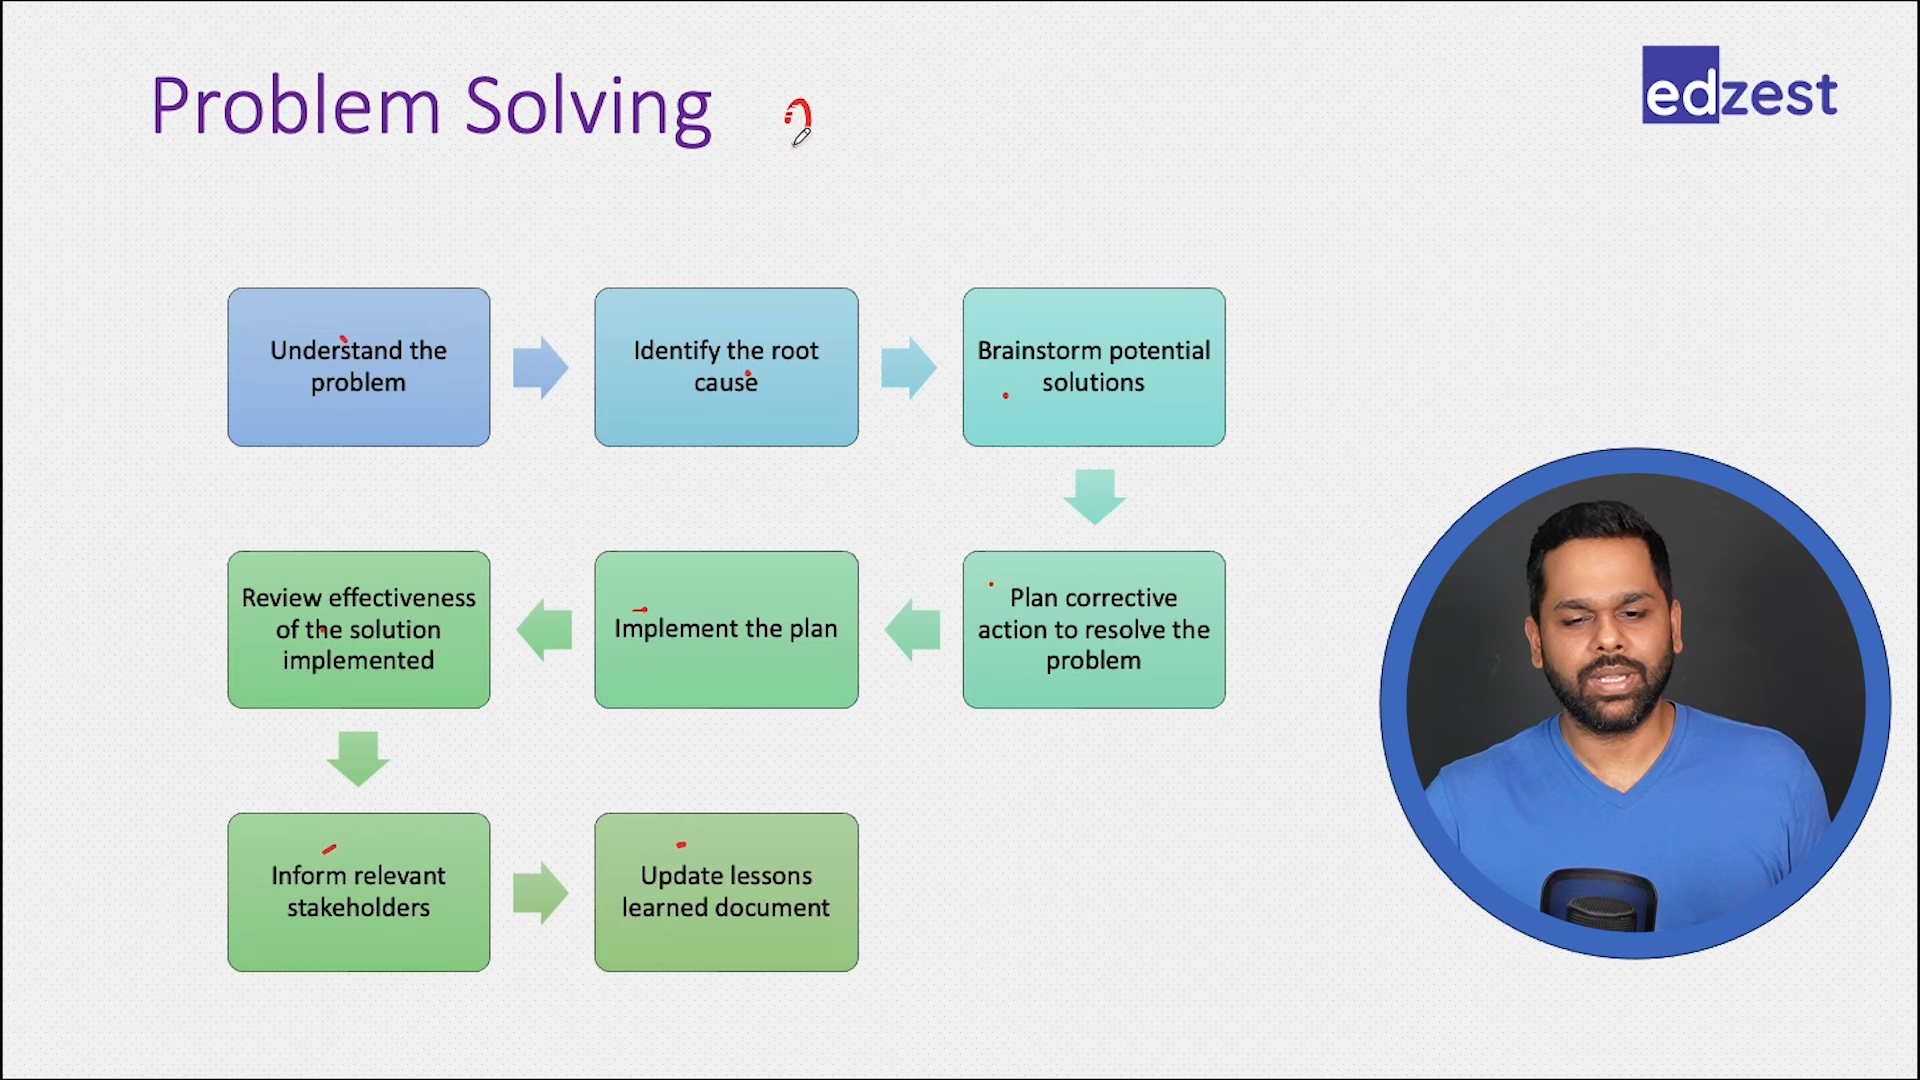 Problem Solving
edzest
Understand the
problem
Identify the root
cause
Brainstorm potential
solutions
Plan corrective
action to resolve the
problem
Implement the plan
Review effectiveness
of the solution
implemented
Inform relevant
stakeholders
Update lessons
learned document